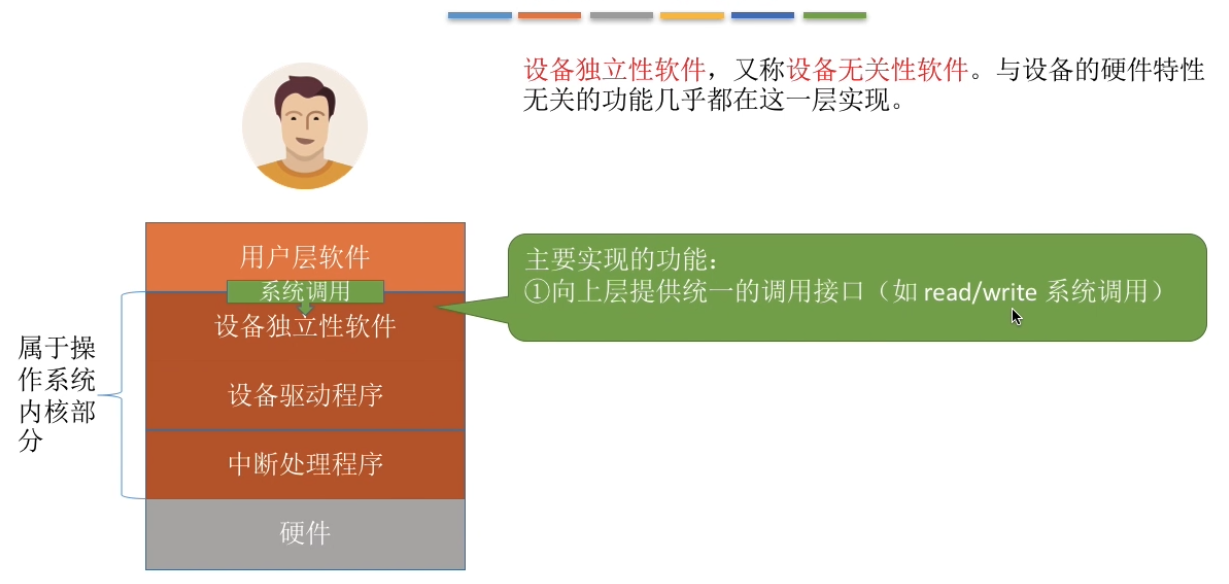 设备独立性软件，又称设备无关性软件。与设备的硬件特性
无关的功能几乎都在这一层实现。
用户层软件
系统调用
设备独立性软件
设备驱动程序
中断处理程序
硬件
属于操
作系统
内核部
分
主要实现的功能：
①向上层提供统一的调用接口（如 read/write 系统调用）